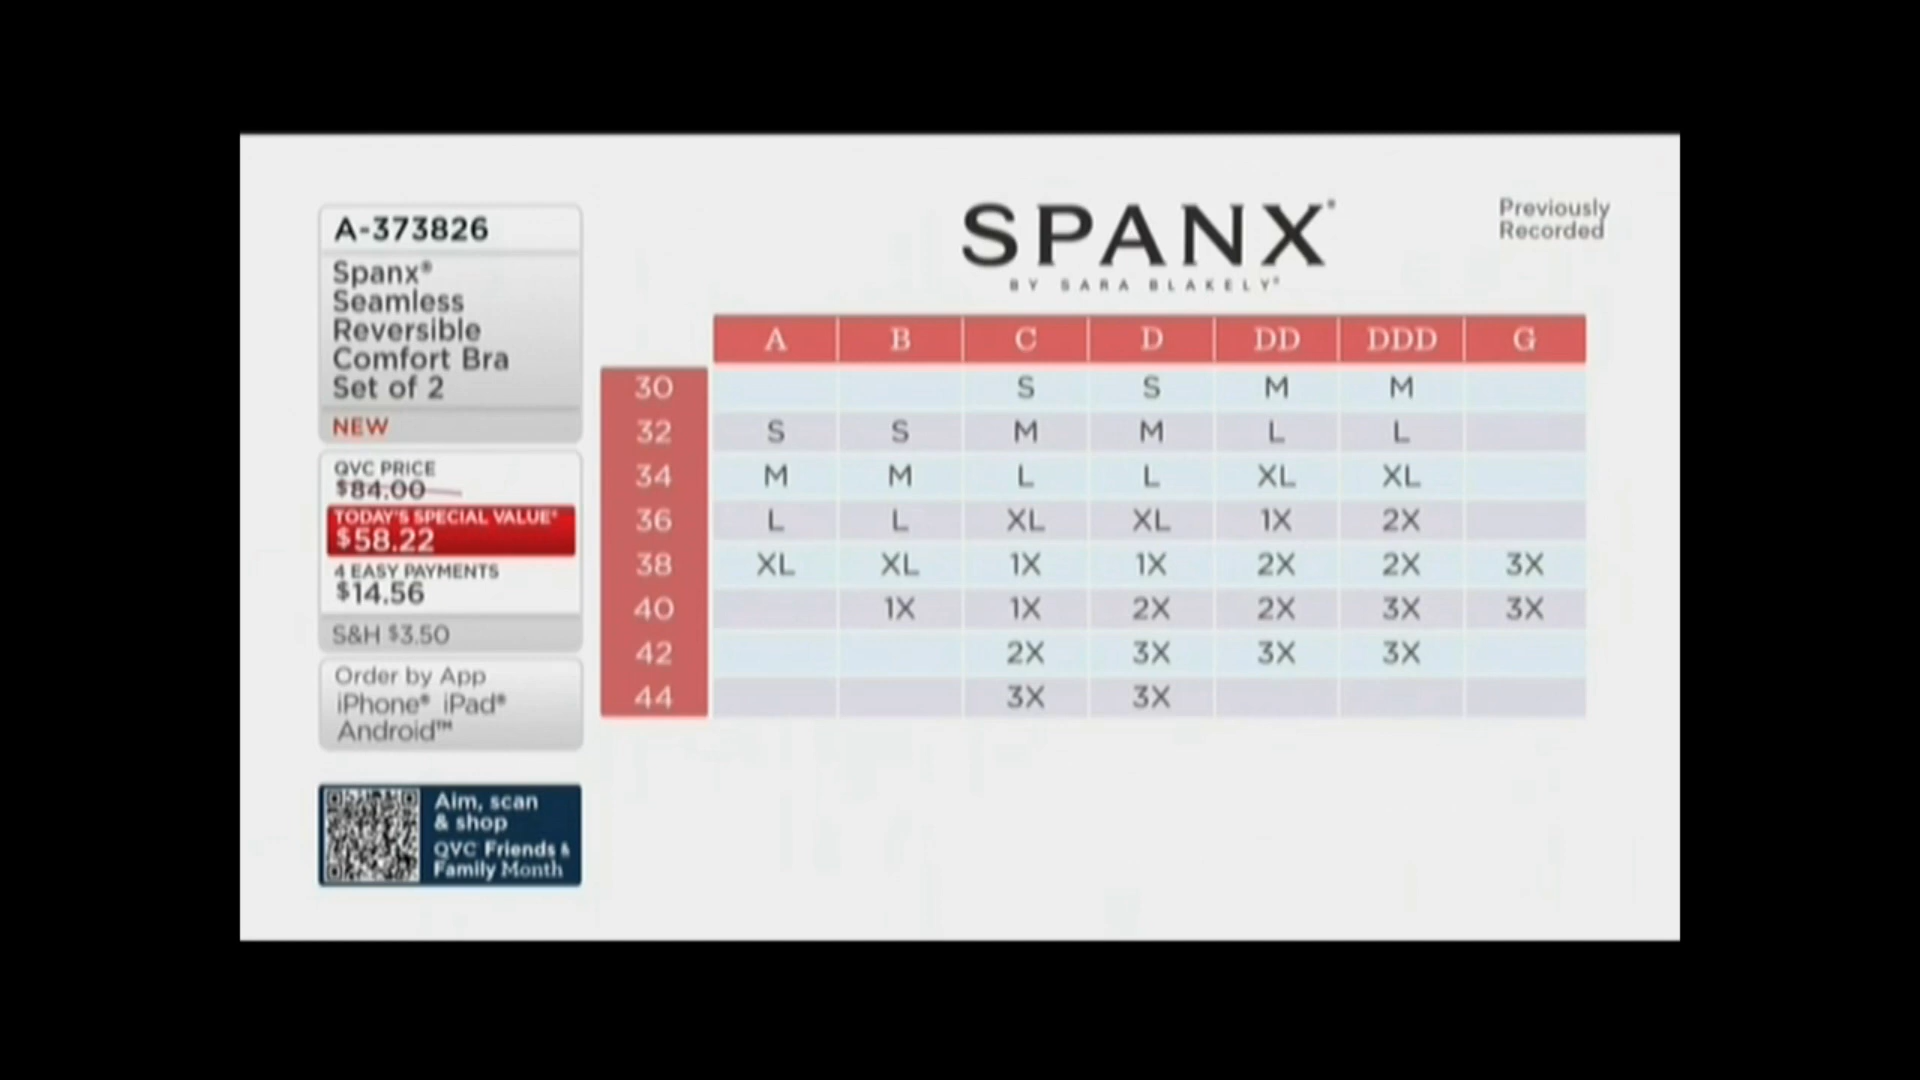 A-373826
Spanx®
Seamless
Reversible
Comfort Bra
Set of 2
NEW
QVC PRICE
$84.00
TODAY'S SPECIAL VALUE®
$58.22
4 EASY PAYMENTS
$14.56
S&H $3.50
Order by App
iPhone® iPad®
Android™
Aim, scan
& shop
QVC Friends &
Family Month
SPANX®
BY SARA BLAKELY®
Previously
Recorded
A B C D DD DDD G
30 S S M M
32 S S M M L L
34 M M L L XL XL
36 L L XL XL 1X 2X
38 XL XL 1X 1X 2X 2X 3X
40 1X 1X 2X 2X 3X 3X
42 2X 3X 3X 3X
44 3X 3X